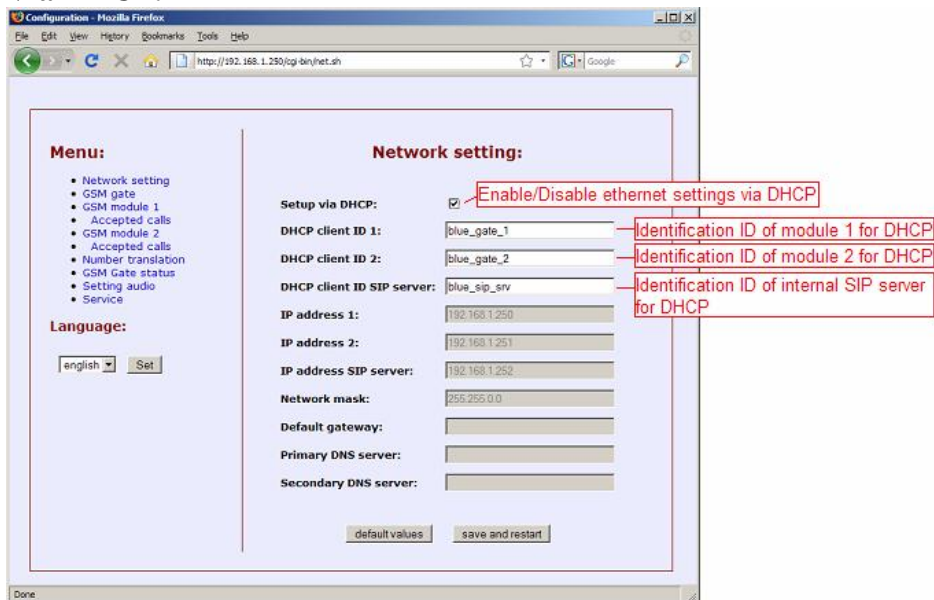 Configuration - Mozilla Firefox
File Edit View History Bookmarks Tools Help
http://192.168.1.250/cgi-bin/net.sh
Google
Menu:
Network setting
GSM gate
GSM module 1
Accepted calls
GSM module 2
Accepted calls
Number translation
GSM Gate status
Setting audio
Service
Language:
english Set
Network setting:
Setup via DHCP:
Enable/Disable ethernet settings via DHCP
DHCP client ID 1: blue_gate_1
Identification ID of module 1 for DHCP
DHCP client ID 2: blue_gate_2
Identification ID of module 2 for DHCP
DHCP client ID SIP server: blue_sip_srv
Identification ID of internal SIP server
for DHCP
IP address 1: 192.168.1.250
IP address 2: 192.168.1.251
IP address SIP server: 192.168.1.252
Network mask: 255.255.0.0
Default gateway:
Primary DNS server:
Secondary DNS server:
default values save and restart
Done